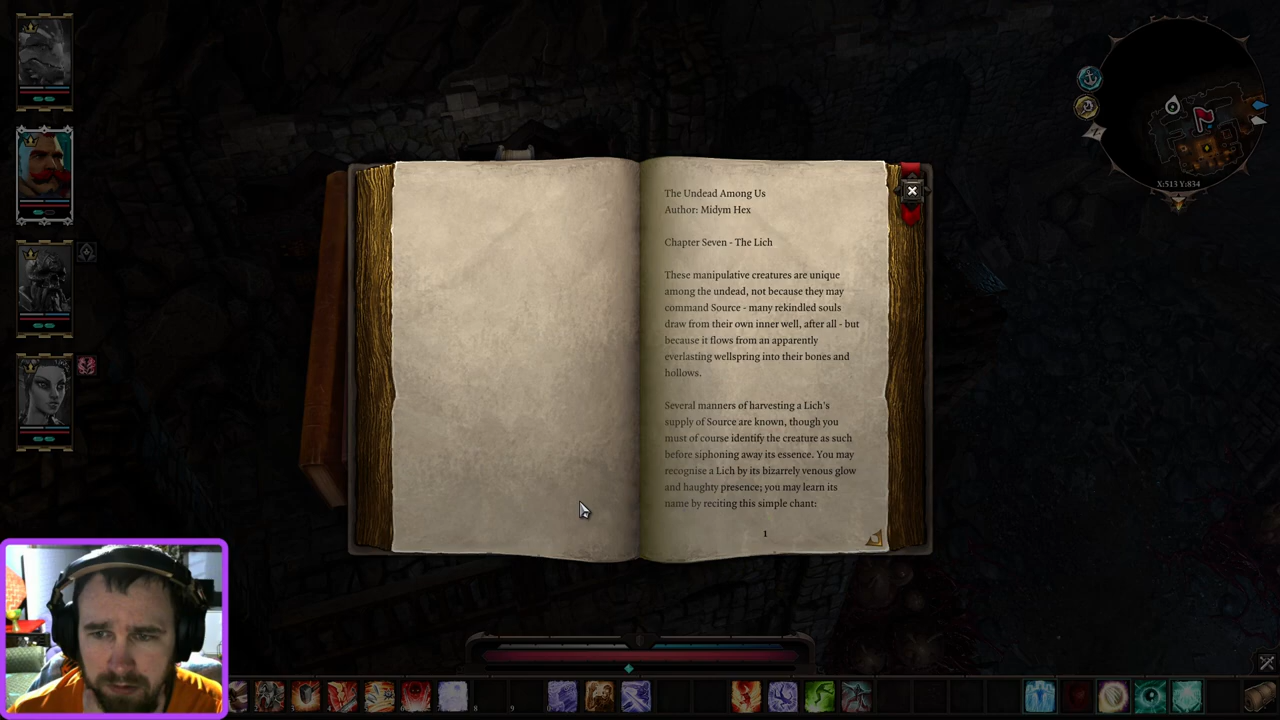 X:513 Y:834
The Undead Among Us
Author: Midym Hex
Chapter Seven - The Lich
These manipulative creatures are unique
among the undead, not because they may
command Source - many rekindled souls
draw from their own inner well, after all - but
because it flows from an apparently
everlasting wellspring into their bones and
hollows.
Several manners of harvesting a Lich's
supply of Source are known, though you
must of course identify the creature as such
before siphoning away its essence. You may
recognise a Lich by its bizarrely venous glow
and haughty presence; you may learn its
name by reciting this simple chant:
1
8
9